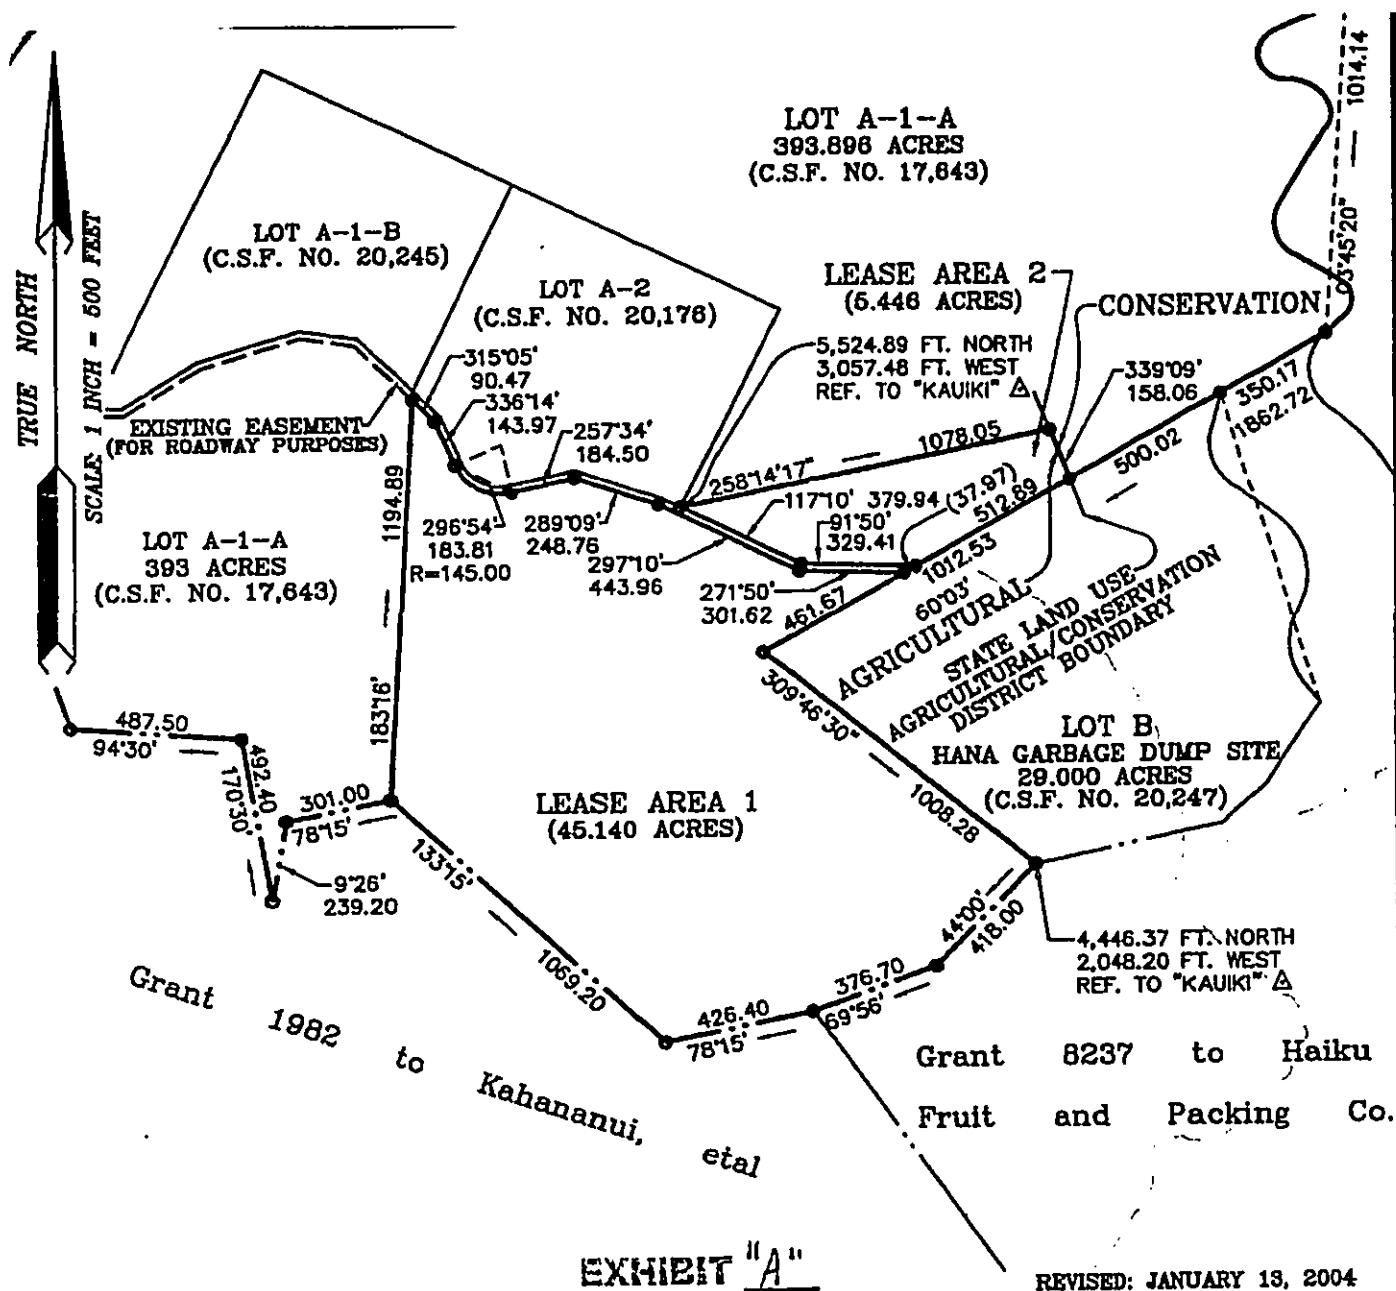 LOT A-1-A
393.896 ACRES
(C.S.F. NO. 17,643)
1014.14
03°45'20"
TRUE NORTH
SCALE: 1 INCH = 500 FEET
LOT A-1-B
(C.S.F. NO. 20,245)
LOT A-2
(C.S.F. NO. 20,176)
LEASE AREA 2
(5.446 ACRES)
CONSERVATION
5,524.89 FT. NORTH
3,057.48 FT. WEST
REF. TO "KAUIKI"
339°09'
158.06
350.17
1862.72
500.02
315°05'
90.47
336°14'
143.97
EXISTING EASEMENT
(FOR ROADWAY PURPOSES)
257°34'
184.50
1078.05
258°14'17"
117°10' 379.94
(37.97)
512.89
91°50'
329.41
1012.53
60°03'
461.67
1194.89
183°16'
296°54'
183.81
R=145.00
289°09'
248.76
297°10'
443.96
271°50'
301.62
LOT A-1-A
393 ACRES
(C.S.F. NO. 17,643)
AGRICULTURAL
STATE LAND USE
AGRICULTURAL/CONSERVATION
DISTRICT BOUNDARY
309°46'30"
1008.28
LOT B
HANA GARBAGE DUMP SITE
29.000 ACRES
(C.S.F. NO. 20,247)
487.50
94°30'
492.40
170°30'
301.00
78°15'
9°26'
239.20
LEASE AREA 1
(45.140 ACRES)
133°15'
1069.20
44°00'
418.00
376.70
69°56'
426.40
78°15'
4,446.37 FT. NORTH
2,048.20 FT. WEST
REF. TO "KAUIKI"
Grant 1982 to Kahananui, etal
Grant 8237 to Haiku
Fruit and Packing Co.
EXHIBIT "A"
REVISED: JANUARY 13, 2004